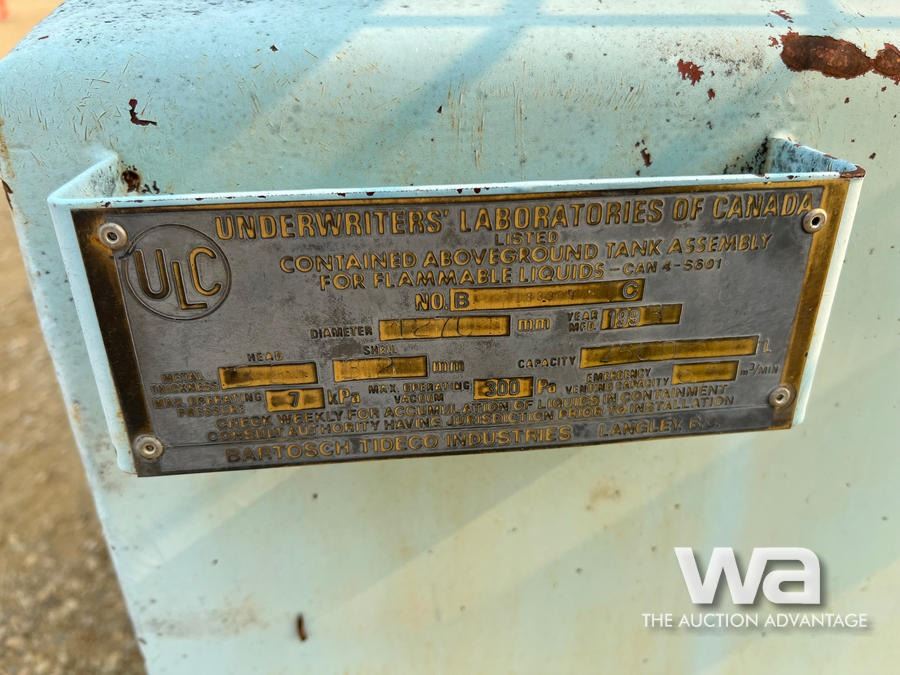 UNDERWRITERS' LABORATORIES OF CANADA
ULC
LISTED
CONTAINED ABOVEGROUND TANK ASSEMBLY
FOR FLAMMABLE LIQUIDS - CAN 4-S601
NO. B C
DIAMETER mm YEAR MFD. 199
HEAD SHELL
METAL THICKNESS mm CAPACITY L
MAX. OPERATING PRESSURE 7 kPa MAX. OPERATING VACUUM 300 Pa EMERGENCY VENTING CAPACITY m³/MIN
CHECK WEEKLY FOR ACCUMULATION OF LIQUIDS IN CONTAINMENT
CONSULT AUTHORITY HAVING JURISDICTION PRIOR TO INSTALLATION
BARTOSCH TIDECO INDUSTRIES LANGLEY, B.C.
wa
THE AUCTION ADVANTAGE